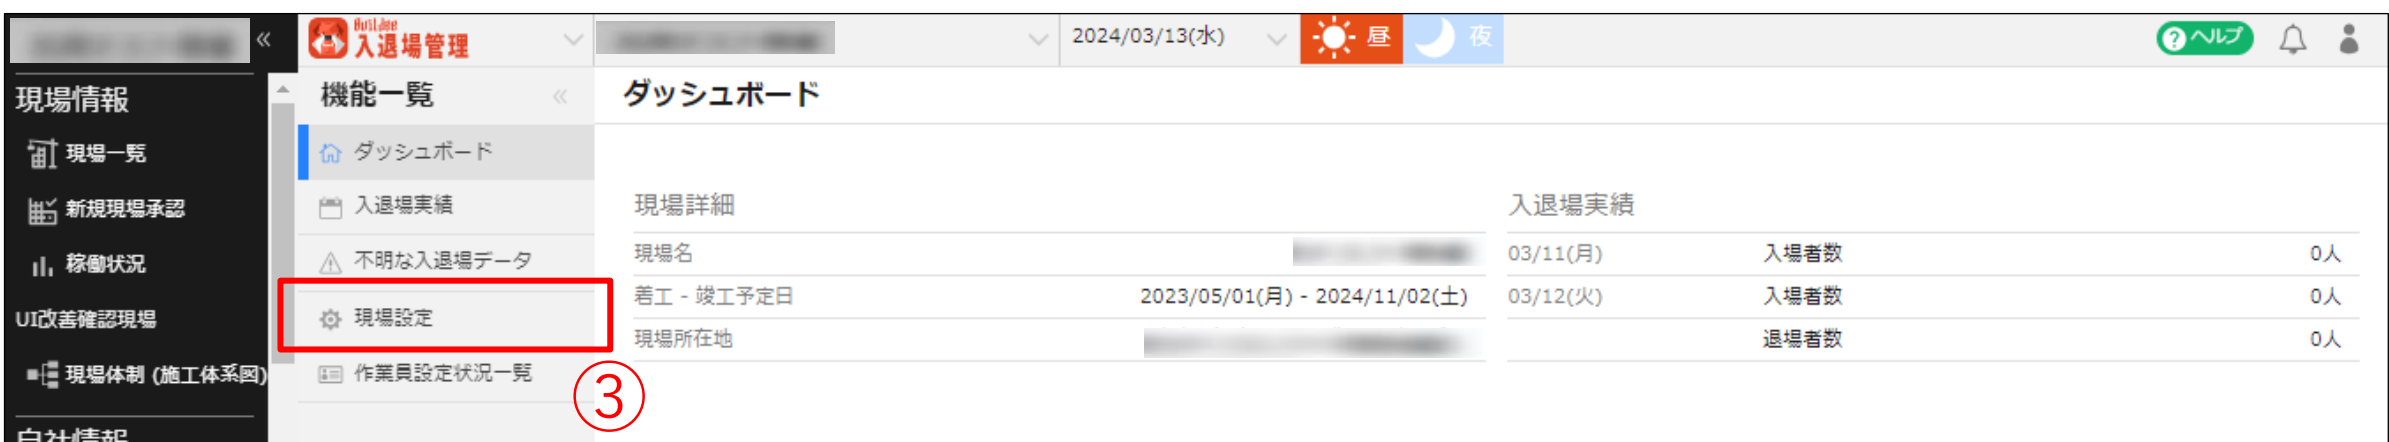 «
Buildee
入退場管理
2024/03/13(水)
昼
夜
? ヘルプ
現場情報
現場一覧
新規現場承認
稼働状況
UI改善確認現場
現場体制 (施工体系図)
自社情報
機能一覧 «
ダッシュボード
入退場実績
不明な入退場データ
現場設定
作業員設定状況一覧
③
ダッシュボード
現場詳細
現場名
着工 - 竣工予定日 2023/05/01(月) - 2024/11/02(土)
現場所在地
入退場実績
03/11(月) 入場者数 0人
03/12(火) 入場者数 0人
退場者数 0人